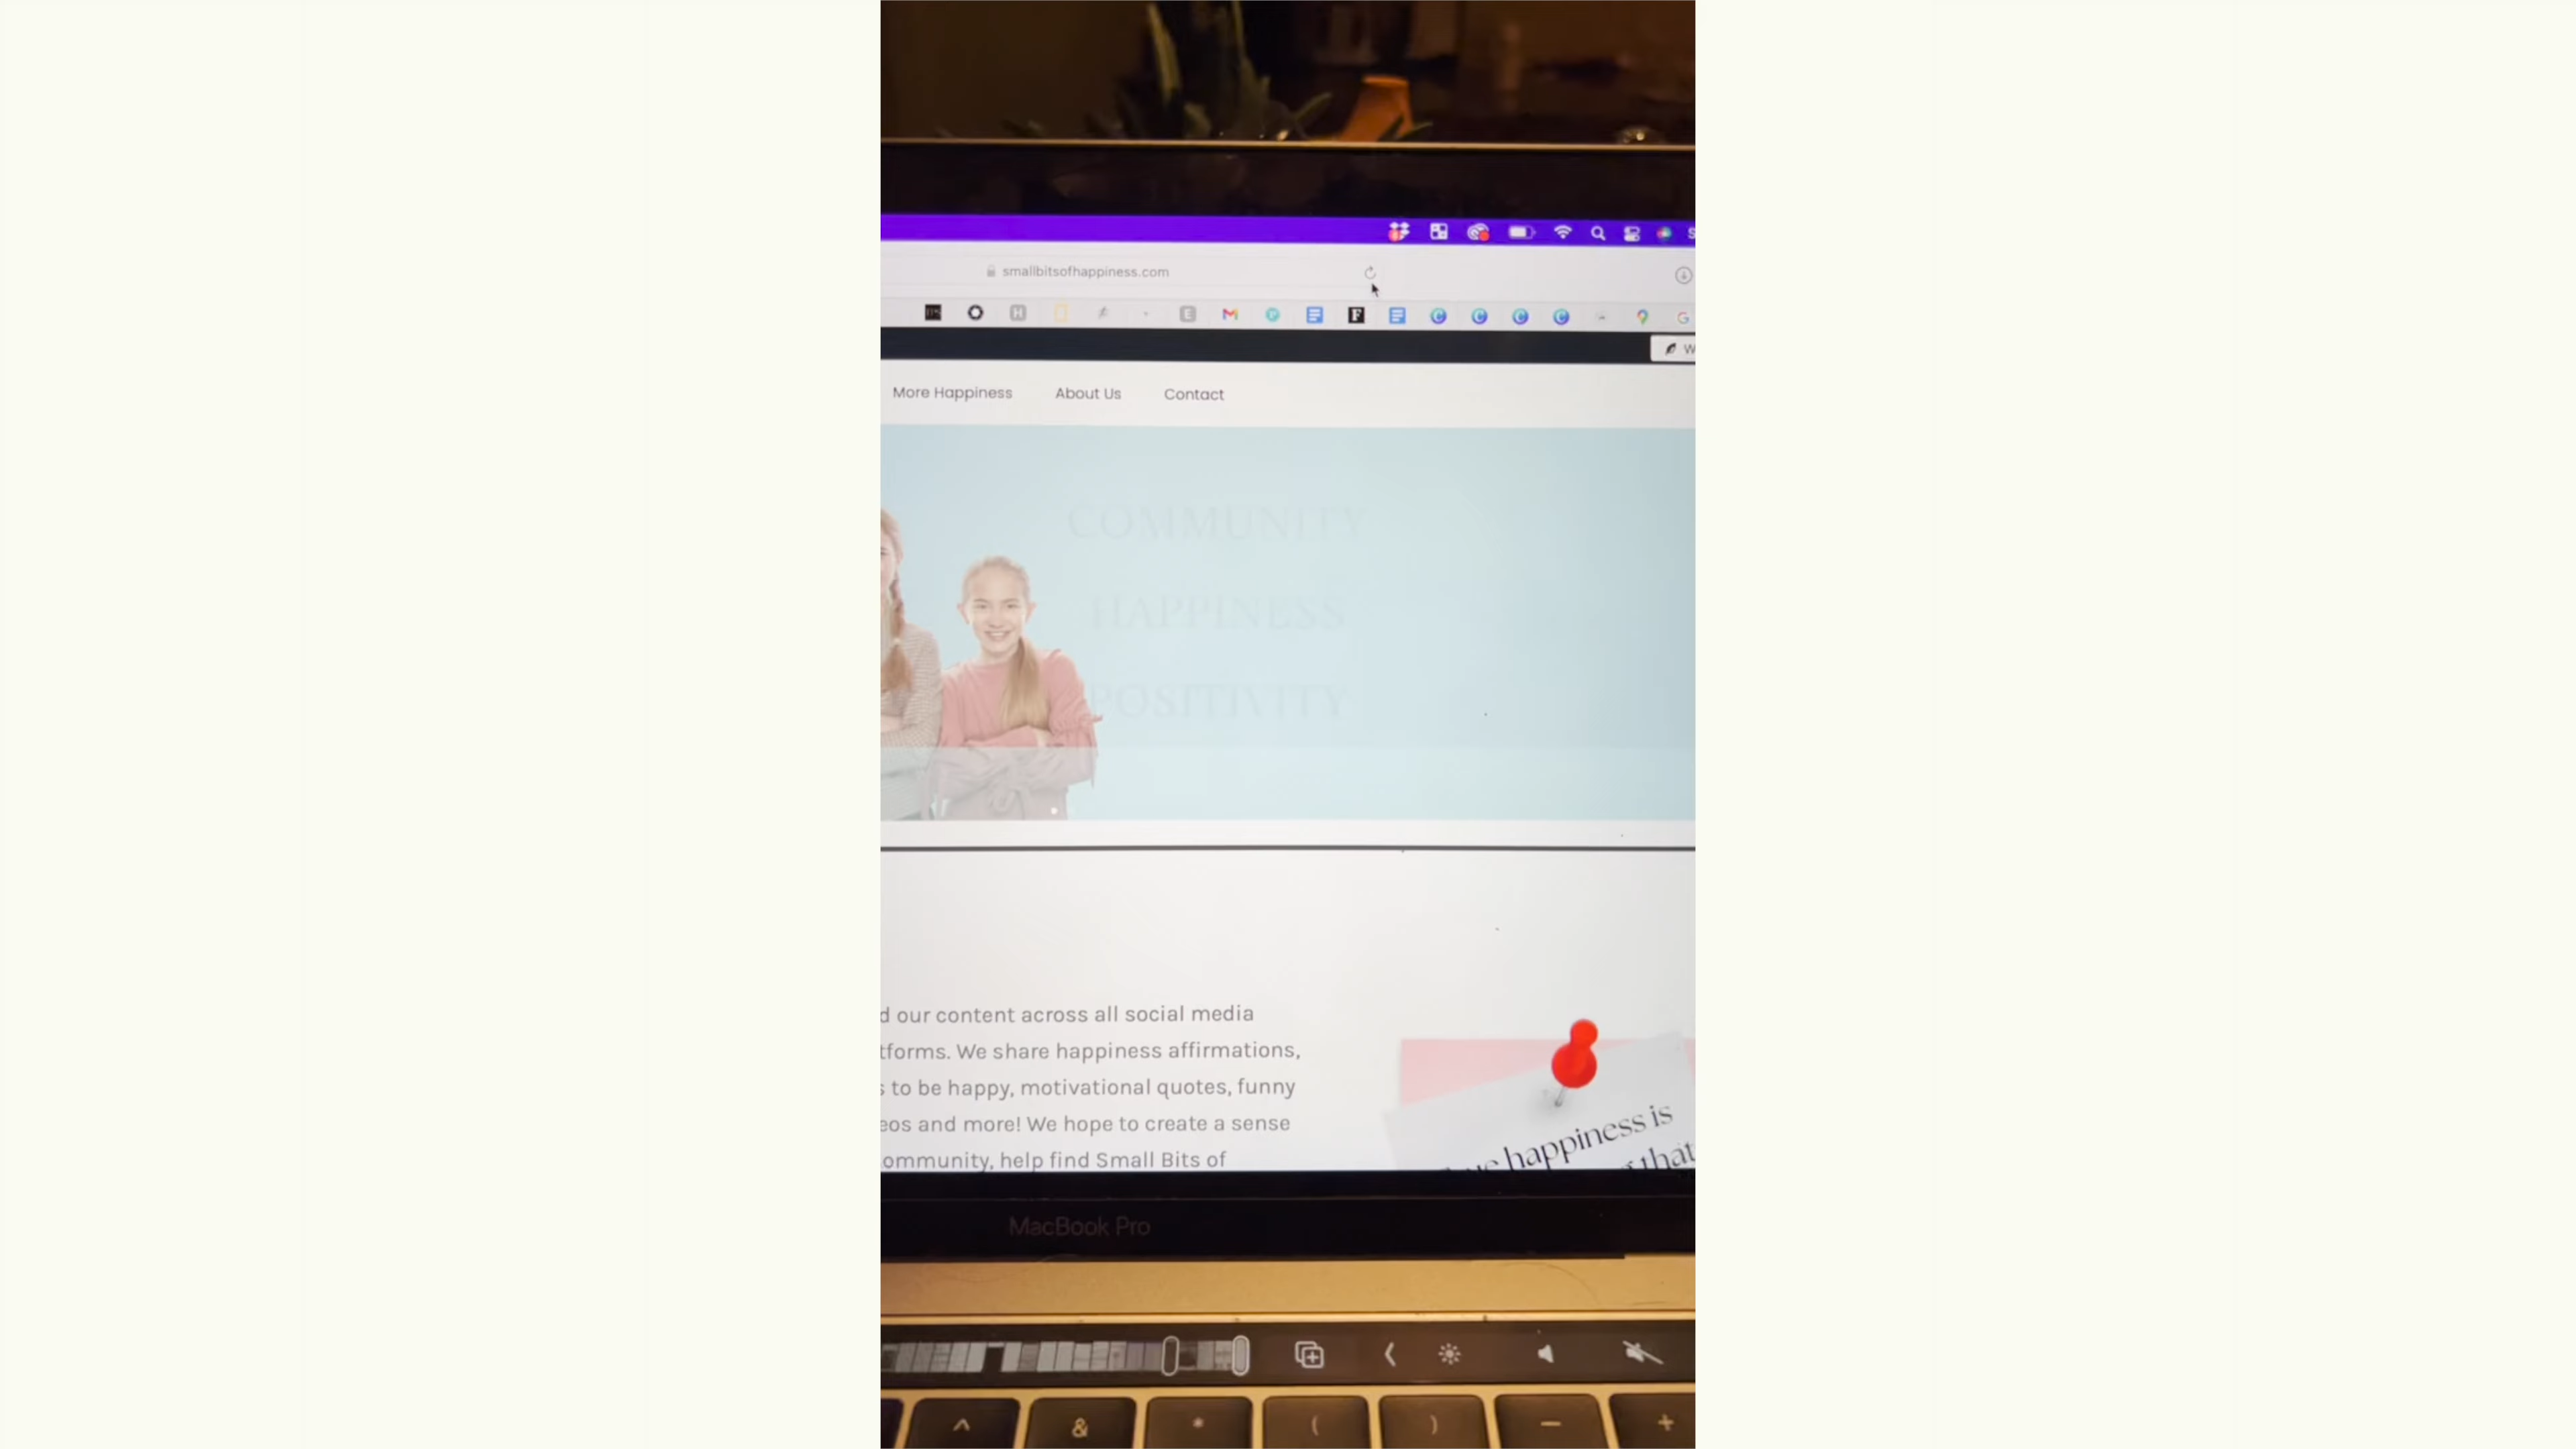 smallbitsofhappiness.com
H
E
F
C
C
C
C
G
More Happiness About Us Contact
COMMUNITY
HAPPINESS
POSITIVITY
d our content across all social media
tforms. We share happiness affirmations,
s to be happy, motivational quotes, funny
eos and more! We hope to create a sense
ommunity, help find Small Bits of
happiness is
that
MacBook Pro
^ & * ( ) — +